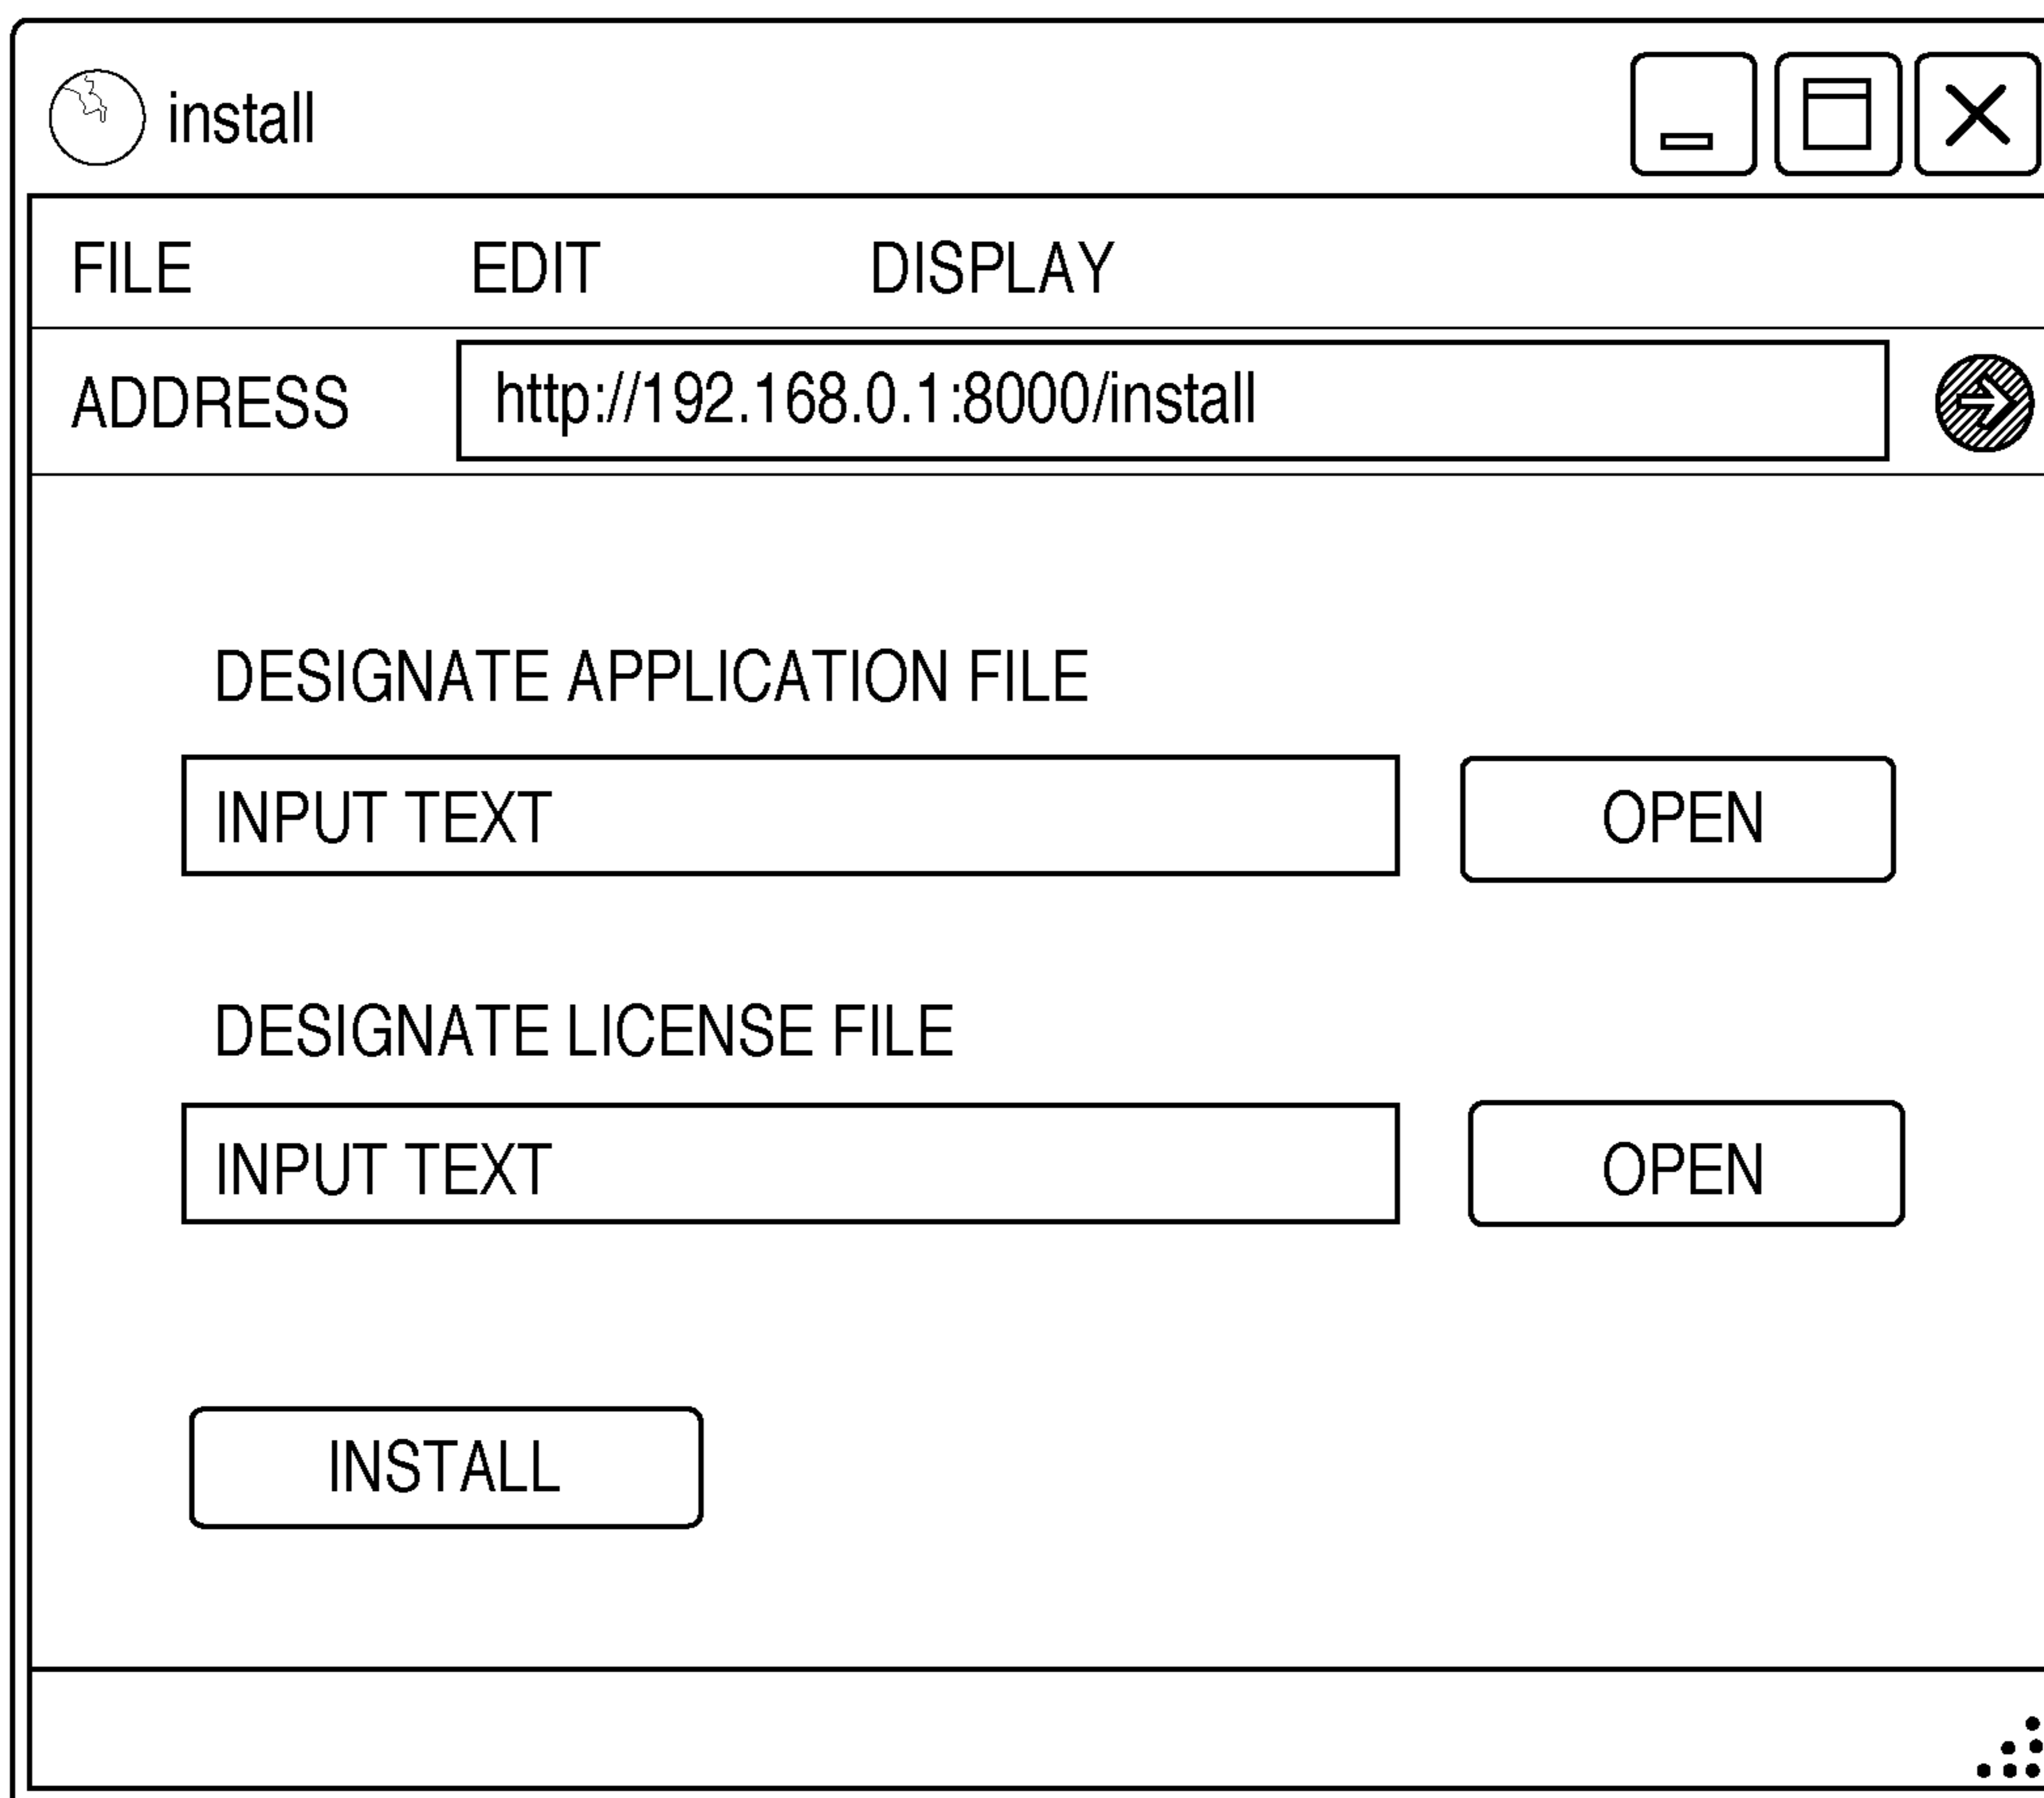 install
FILE EDIT DISPLAY
ADDRESS http://192.168.0.1:8000/install
DESIGNATE APPLICATION FILE
INPUT TEXT OPEN
DESIGNATE LICENSE FILE
INPUT TEXT OPEN
INSTALL